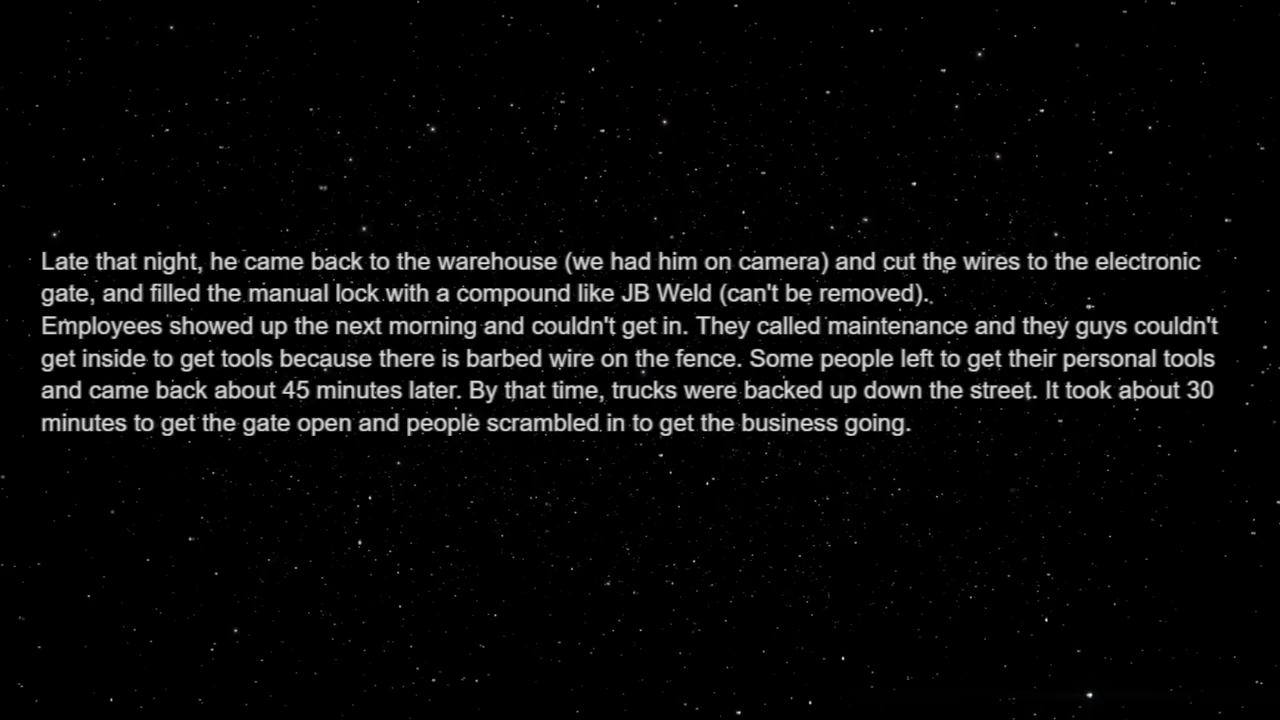 Late that night, he came back to the warehouse (we had him on camera) and cut the wires to the electronic
gate, and filled the manual lock with a compound like JB Weld (can't be removed).
Employees showed up the next morning and couldn't get in. They called maintenance and they guys couldn't
get inside to get tools because there is barbed wire on the fence. Some people left to get their personal tools
and came back about 45 minutes later. By that time, trucks were backed up down the street. It took about 30
minutes to get the gate open and people scrambled in to get the business going.